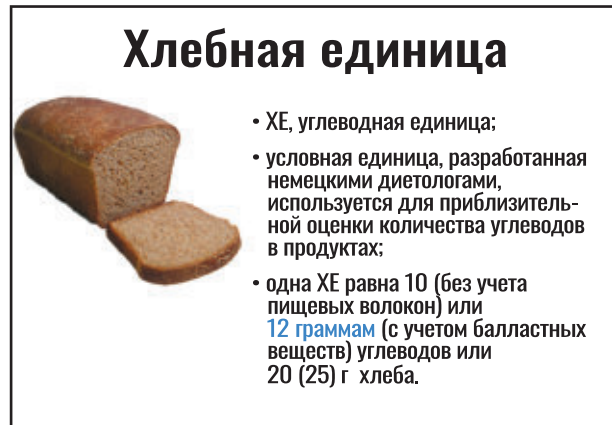 Хлебная единица
• ХЕ, углеводная единица;
• условная единица, разработанная
немецкими диетологами,
используется для приблизитель-
ной оценки количества углеводов
в продуктах;
• одна ХЕ равна 10 (без учета
пищевых волокон) или
12 граммам (с учетом балластных
веществ) углеводов или
20 (25) г хлеба.